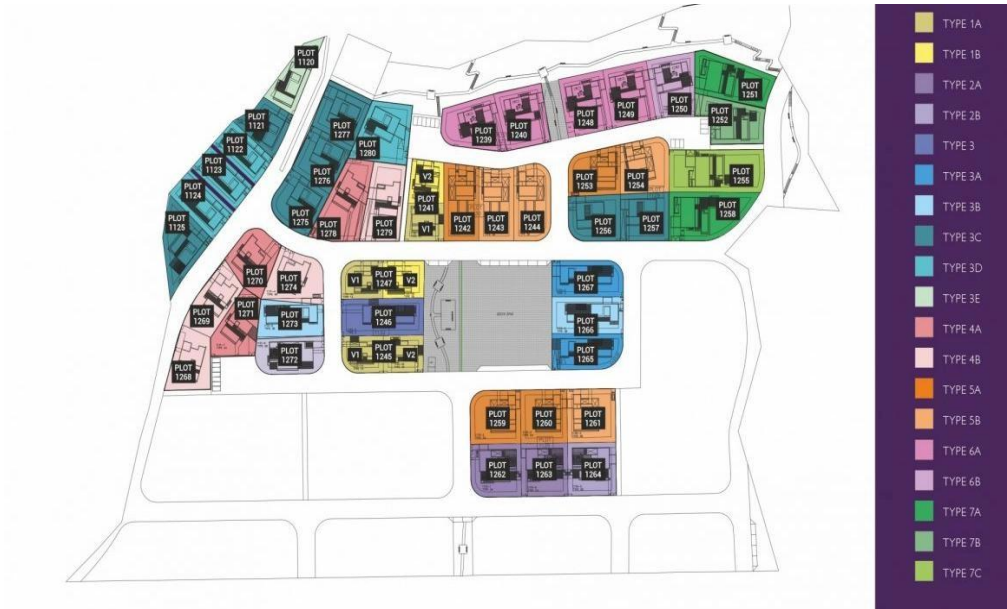 PLOT
1120
PLOT
1121
PLOT
1122
PLOT
1123
PLOT
1124
PLOT
1125
PLOT
1277
PLOT
1280
PLOT
1276
PLOT
1275
PLOT
1278
PLOT
1279
V2
PLOT
1241
V1
PLOT
1242
PLOT
1243
PLOT
1244
PLOT
1239
PLOT
1240
PLOT
1248
PLOT
1249
PLOT
1250
PLOT
1251
PLOT
1252
PLOT
1253
PLOT
1254
PLOT
1255
PLOT
1256
PLOT
1257
PLOT
1258
PLOT
1270
PLOT
1274
PLOT
1269
PLOT
1271
PLOT
1273
PLOT
1272
PLOT
1268
V1
PLOT
1247
V2
PLOT
1246
V1
PLOT
1245
V2
PLOT
1267
PLOT
1266
PLOT
1265
PLOT
1259
PLOT
1260
PLOT
1261
PLOT
1262
PLOT
1263
PLOT
1264
TYPE 1A
TYPE 1B
TYPE 2A
TYPE 2B
TYPE 3
TYPE 3A
TYPE 3B
TYPE 3C
TYPE 3D
TYPE 3E
TYPE 4A
TYPE 4B
TYPE 5A
TYPE 5B
TYPE 6A
TYPE 6B
TYPE 7A
TYPE 7B
TYPE 7C